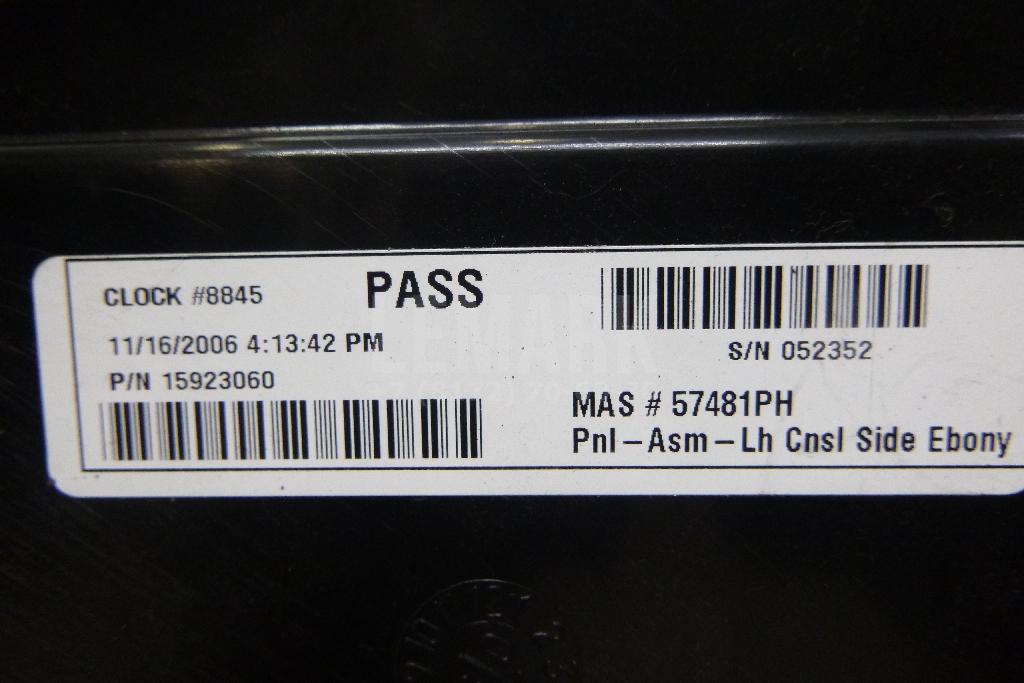 CLOCK #8845
PASS
11/16/2006 4:13:42 PM
P/N 15923060
S/N 052352
MAS # 57481PH
Pnl-Asm-Lh Cnsl Side Ebony
LEMARK